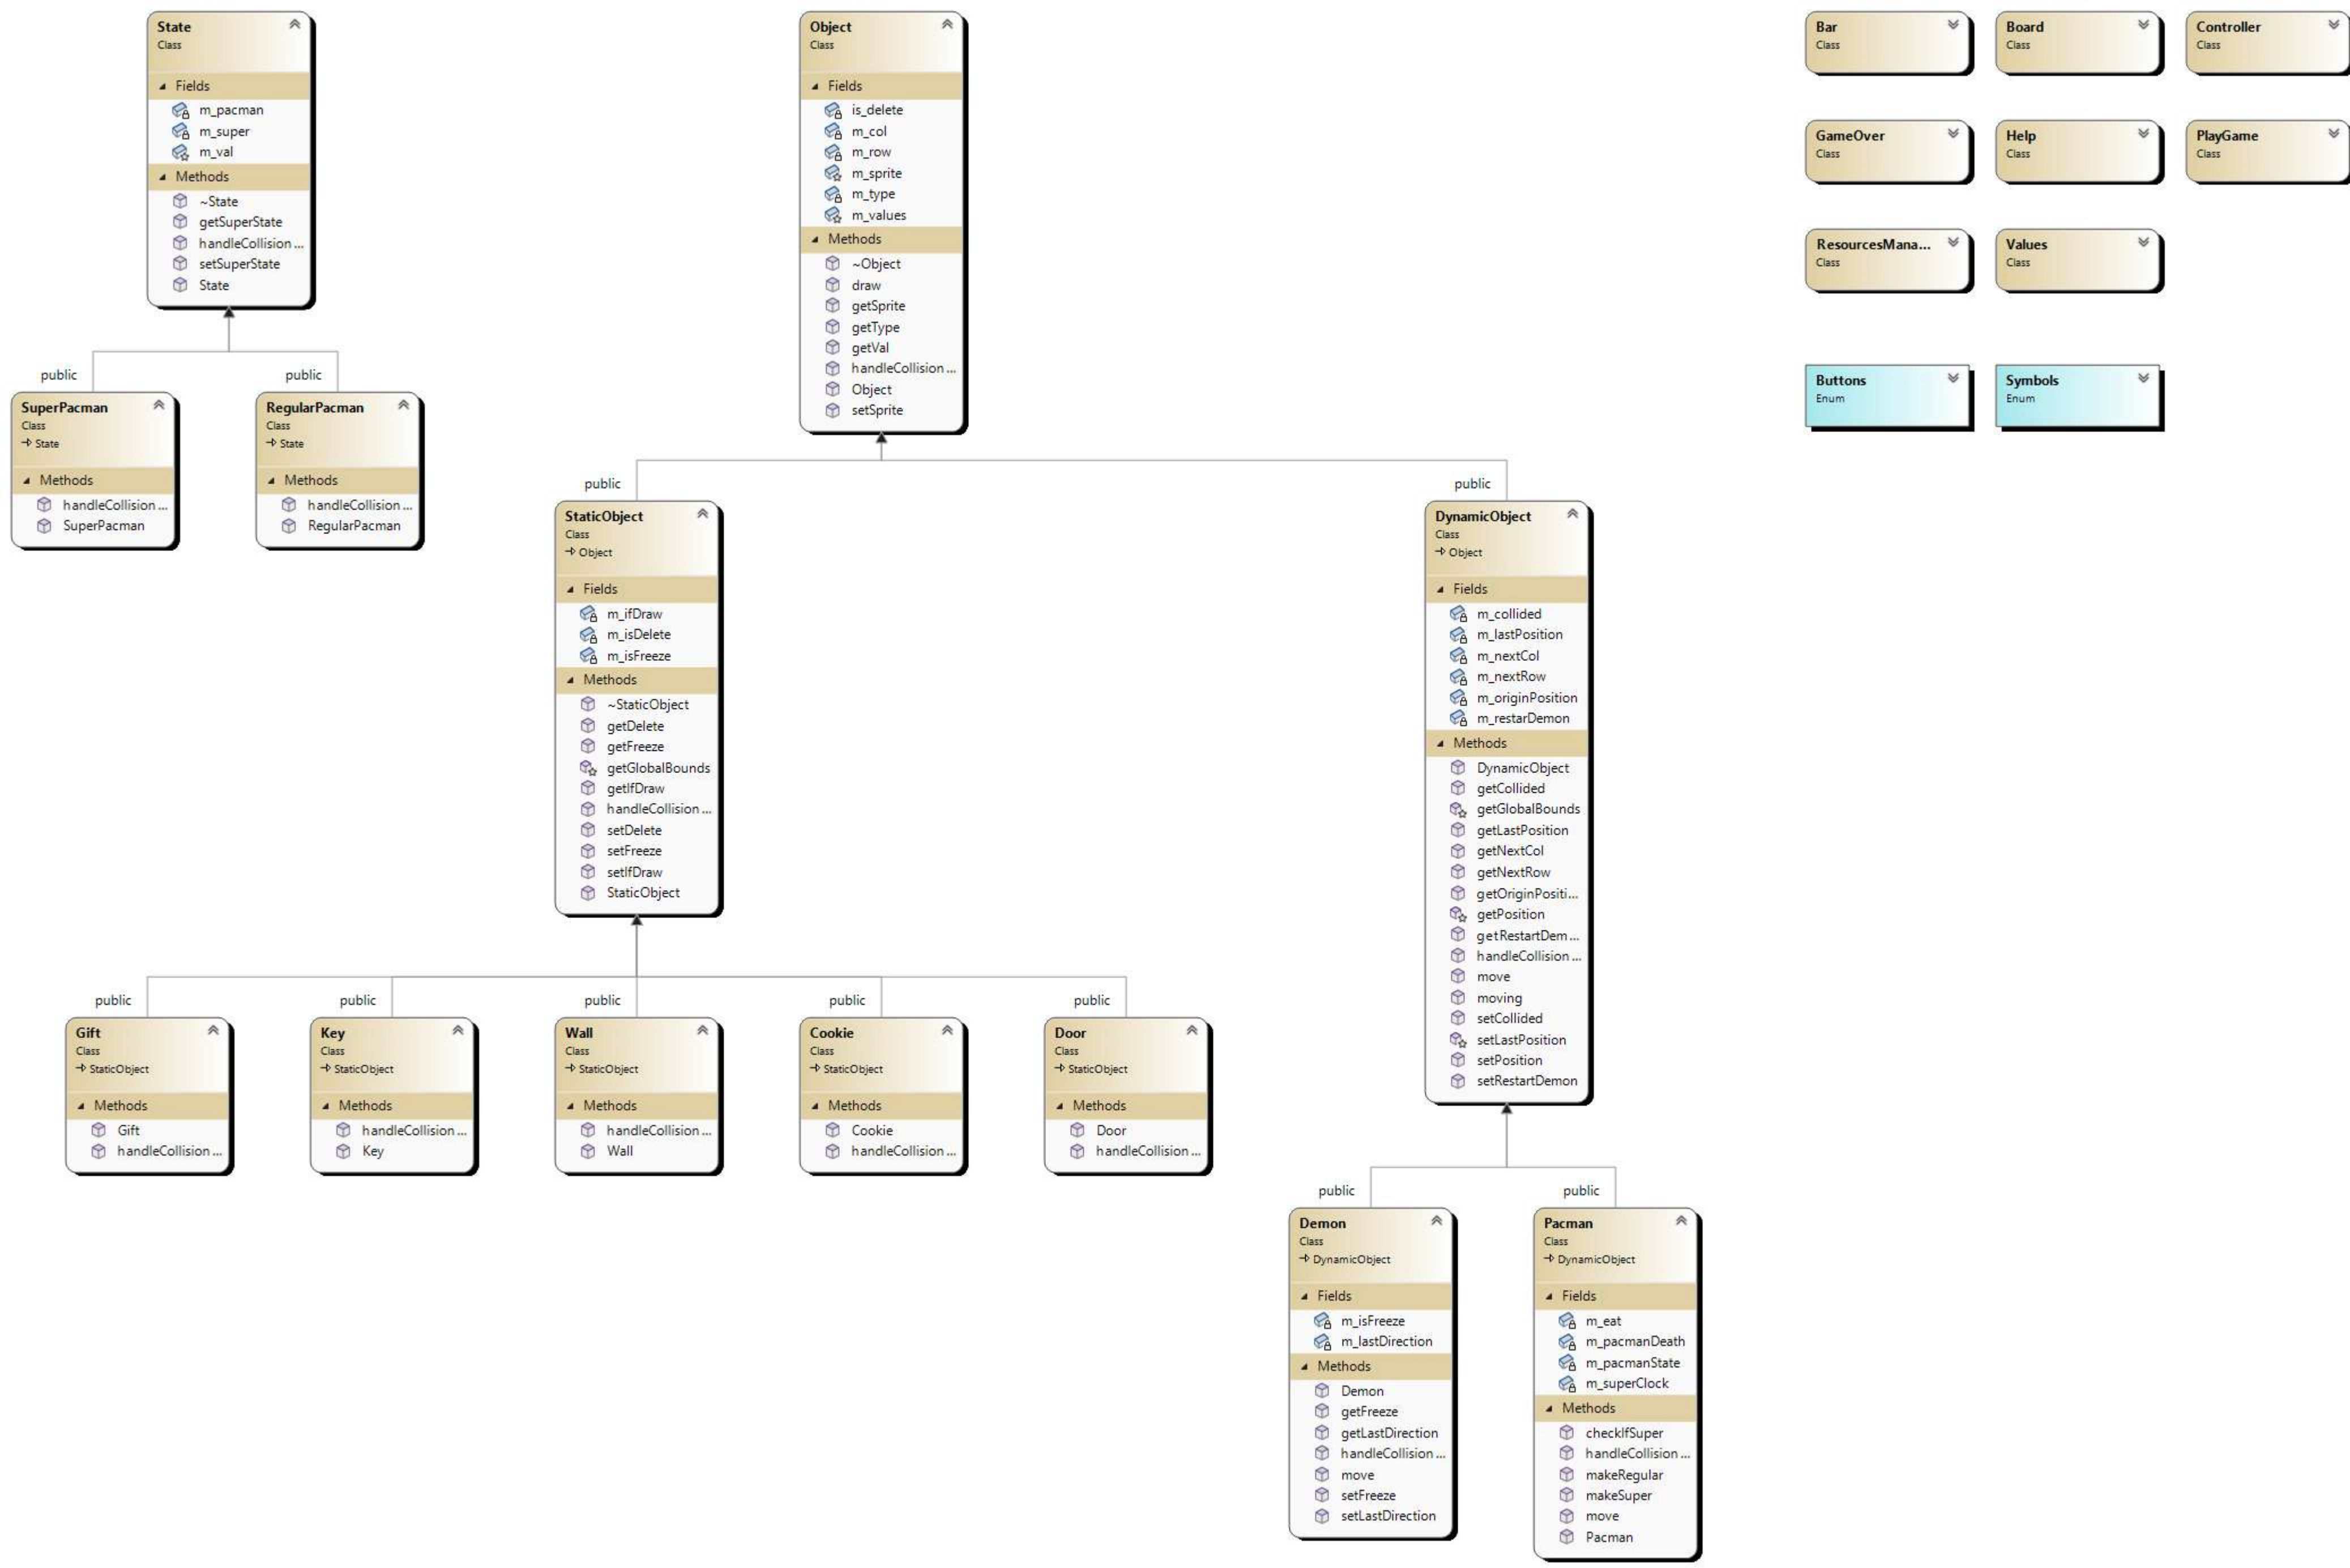 State
Class
Fields
m_pacman
m_super
m_val
Methods
~State
getSuperState
handleCollision ...
setSuperState
State
public
public
SuperPacman
Class
State
Methods
handleCollision ...
SuperPacman
RegularPacman
Class
State
Methods
handleCollision ...
RegularPacman
Object
Class
Fields
is_delete
m_col
m_row
m_sprite
m_type
m_values
Methods
~Object
draw
getSprite
getType
getVal
handleCollision ...
Object
setSprite
public
public
StaticObject
Class
Object
Fields
m_ifDraw
m_isDelete
m_isFreeze
Methods
~StaticObject
getDelete
getFreeze
getGlobalBounds
getIfDraw
handleCollision ...
setDelete
setFreeze
setIfDraw
StaticObject
DynamicObject
Class
Object
Fields
m_collided
m_lastPosition
m_nextCol
m_nextRow
m_originPosition
m_restarDemon
Methods
DynamicObject
getCollided
getGlobalBounds
getLastPosition
getNextCol
getNextRow
getOriginPositi...
getPosition
getRestartDem...
handleCollision ...
move
moving
setCollided
setLastPosition
setPosition
setRestartDemon
public
public
public
public
public
Gift
Class
StaticObject
Methods
Gift
handleCollision ...
Key
Class
StaticObject
Methods
handleCollision ...
Key
Wall
Class
StaticObject
Methods
handleCollision ...
Wall
Cookie
Class
StaticObject
Methods
Cookie
handleCollision ...
Door
Class
StaticObject
Methods
Door
handleCollision ...
public
public
Demon
Class
DynamicObject
Fields
m_isFreeze
m_lastDirection
Methods
Demon
getFreeze
getLastDirection
handleCollision ...
move
setFreeze
setLastDirection
Pacman
Class
DynamicObject
Fields
m_eat
m_pacmanDeath
m_pacmanState
m_superClock
Methods
checkIfSuper
handleCollision ...
makeRegular
makeSuper
move
Pacman
Bar
Class
Board
Class
Controller
Class
GameOver
Class
Help
Class
PlayGame
Class
ResourcesMana...
Class
Values
Class
Buttons
Enum
Symbols
Enum